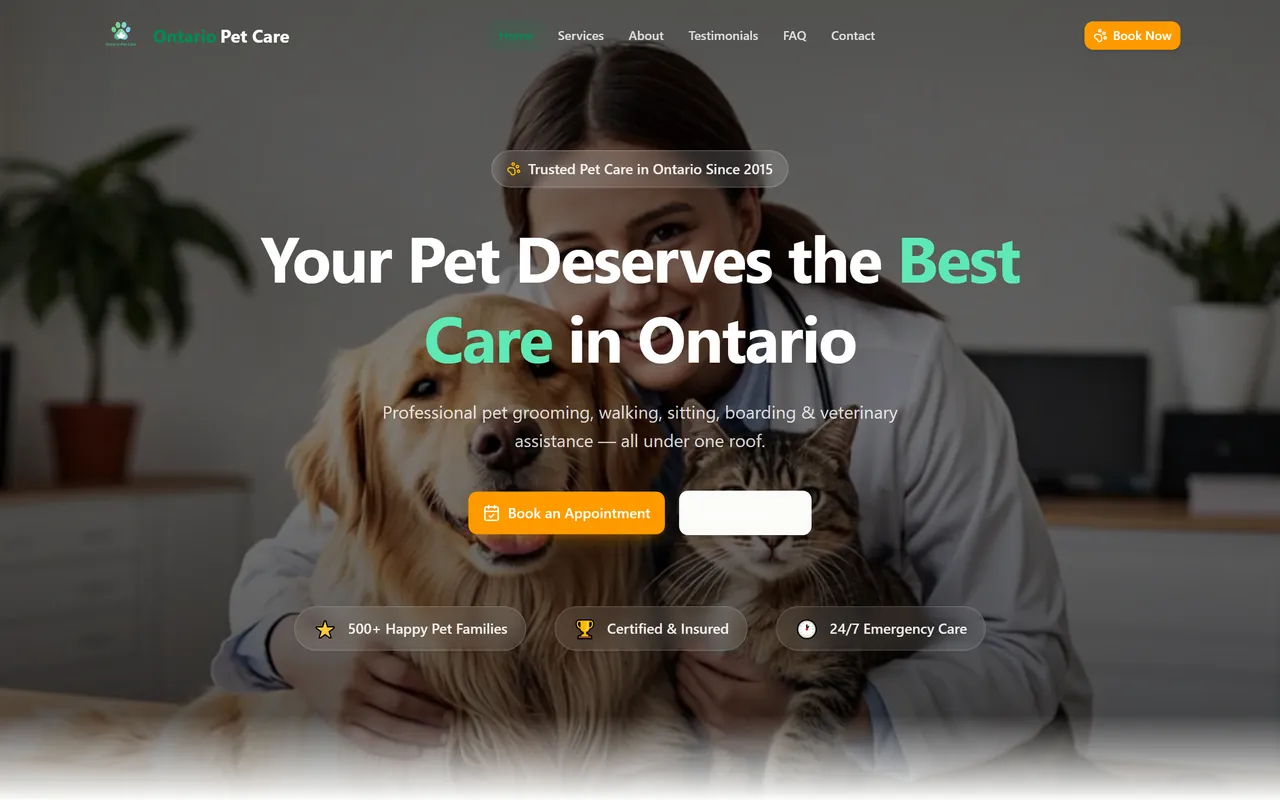 Ontario Pet Care
Home
Services
About
Testimonials
FAQ
Contact
Book Now
Trusted Pet Care in Ontario Since 2015
Your Pet Deserves the Best
Care in Ontario
Professional pet grooming, walking, sitting, boarding & veterinary
assistance — all under one roof.
Book an Appointment
500+ Happy Pet Families
Certified & Insured
24/7 Emergency Care